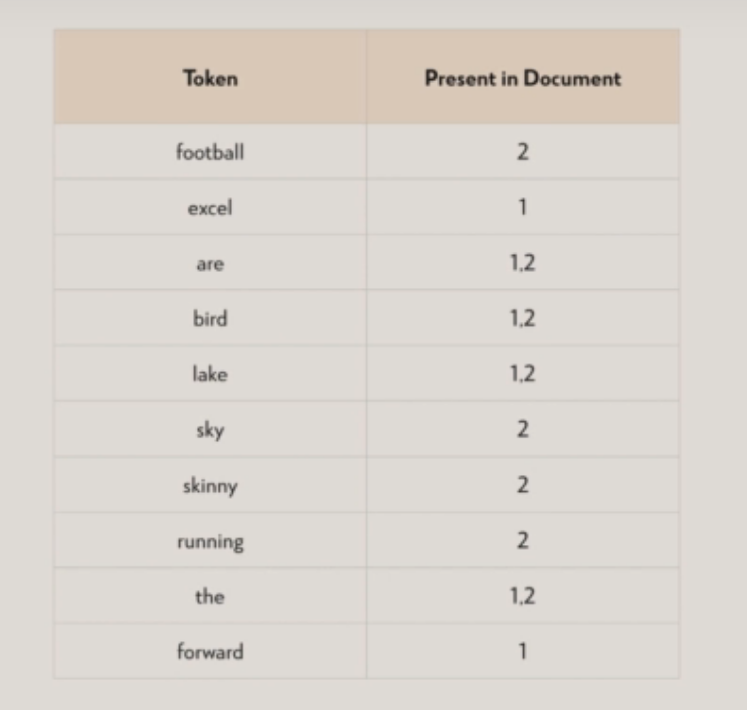 Token Present in Document
football 2
excel 1
are 1,2
bird 1,2
lake 1,2
sky 2
skinny 2
running 2
the 1,2
forward 1